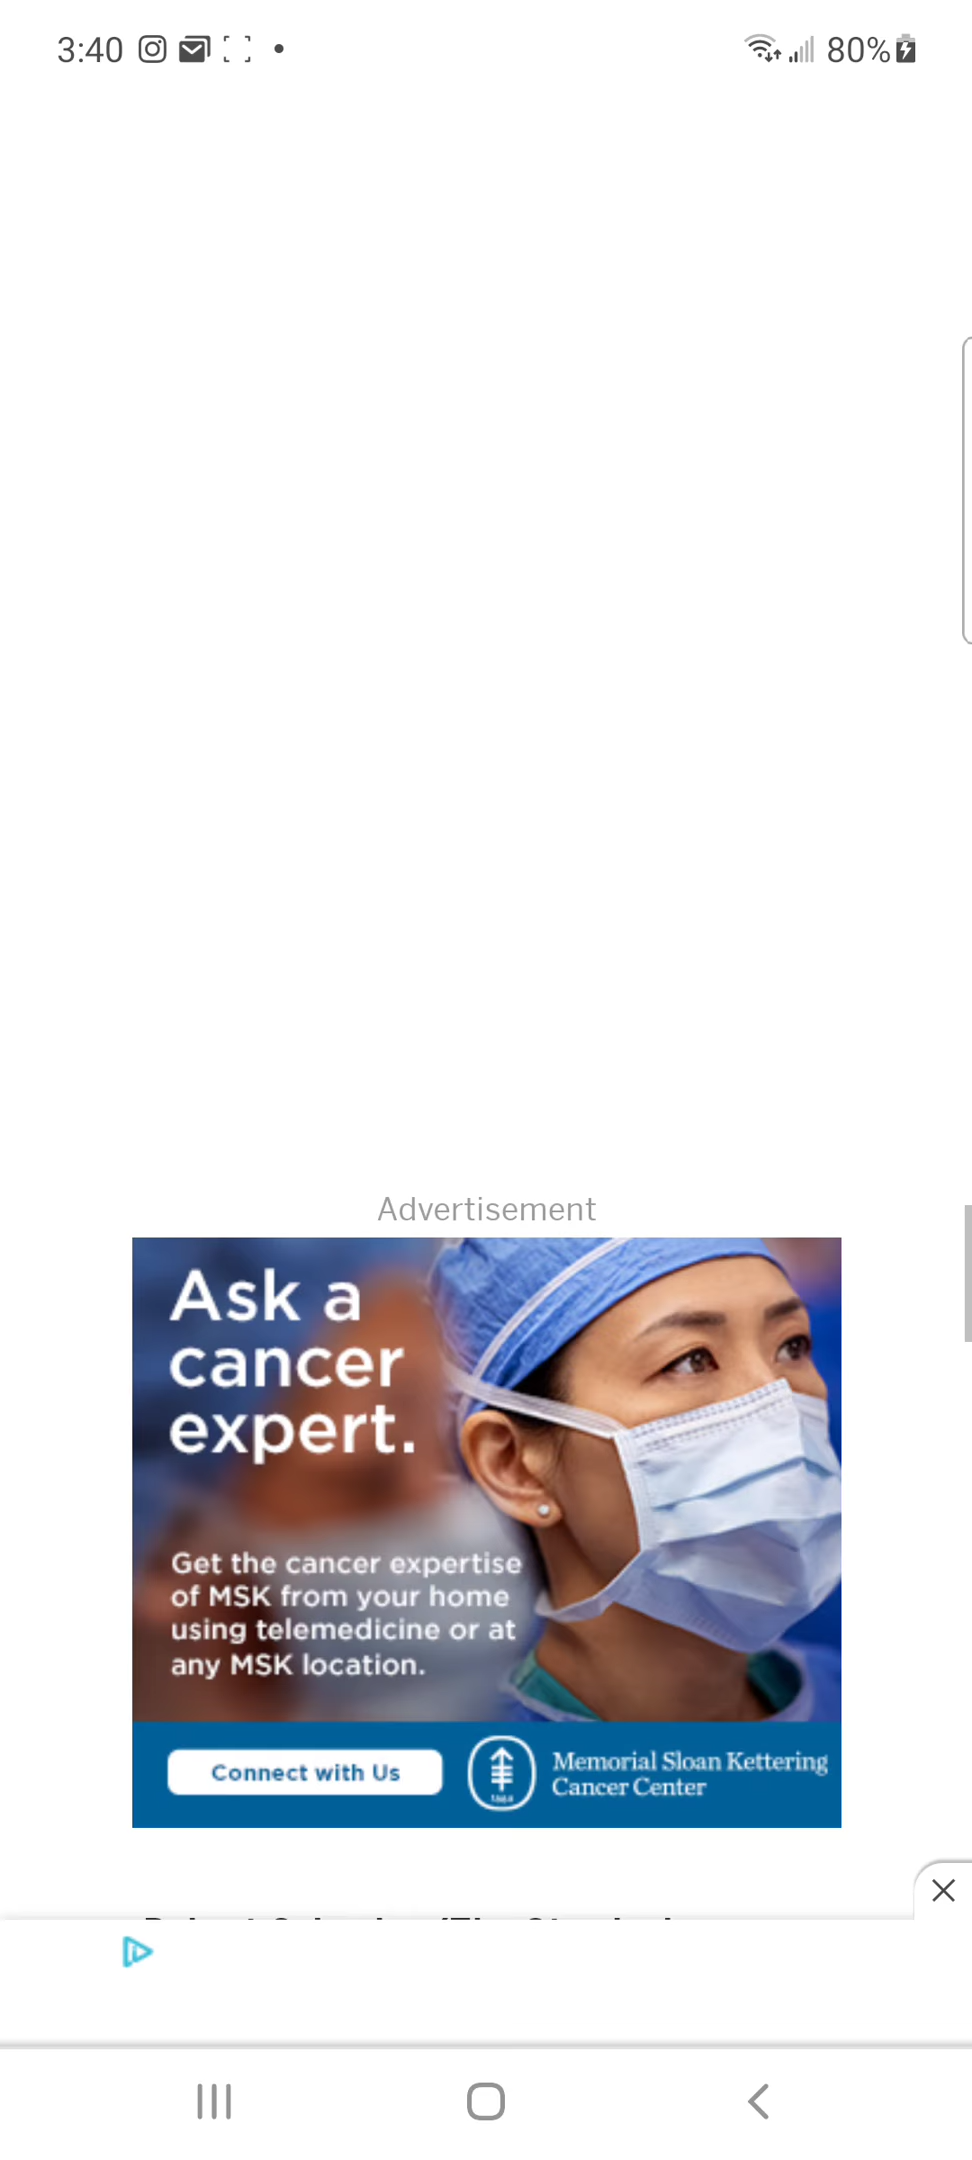 3:40
80%
Advertisement
Ask a
cancer
expert.
Get the cancer expertise
of MSK from your home
using telemedicine or at
any MSK location.
Connect with Us
Memorial Sloan Kettering
Cancer Center